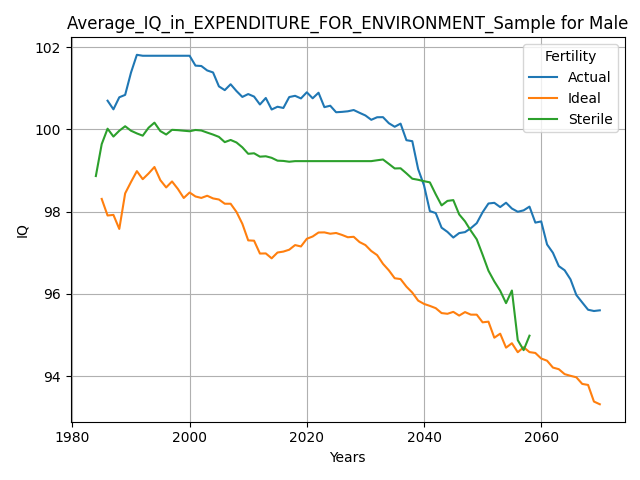 Average_IQ_in_EXPENDITURE_FOR_ENVIRONMENT_Sample for Male
102
100
98
96
94
IQ
Fertility
Actual
Ideal
Sterile
1980
2000
2020
2040
2060
Years